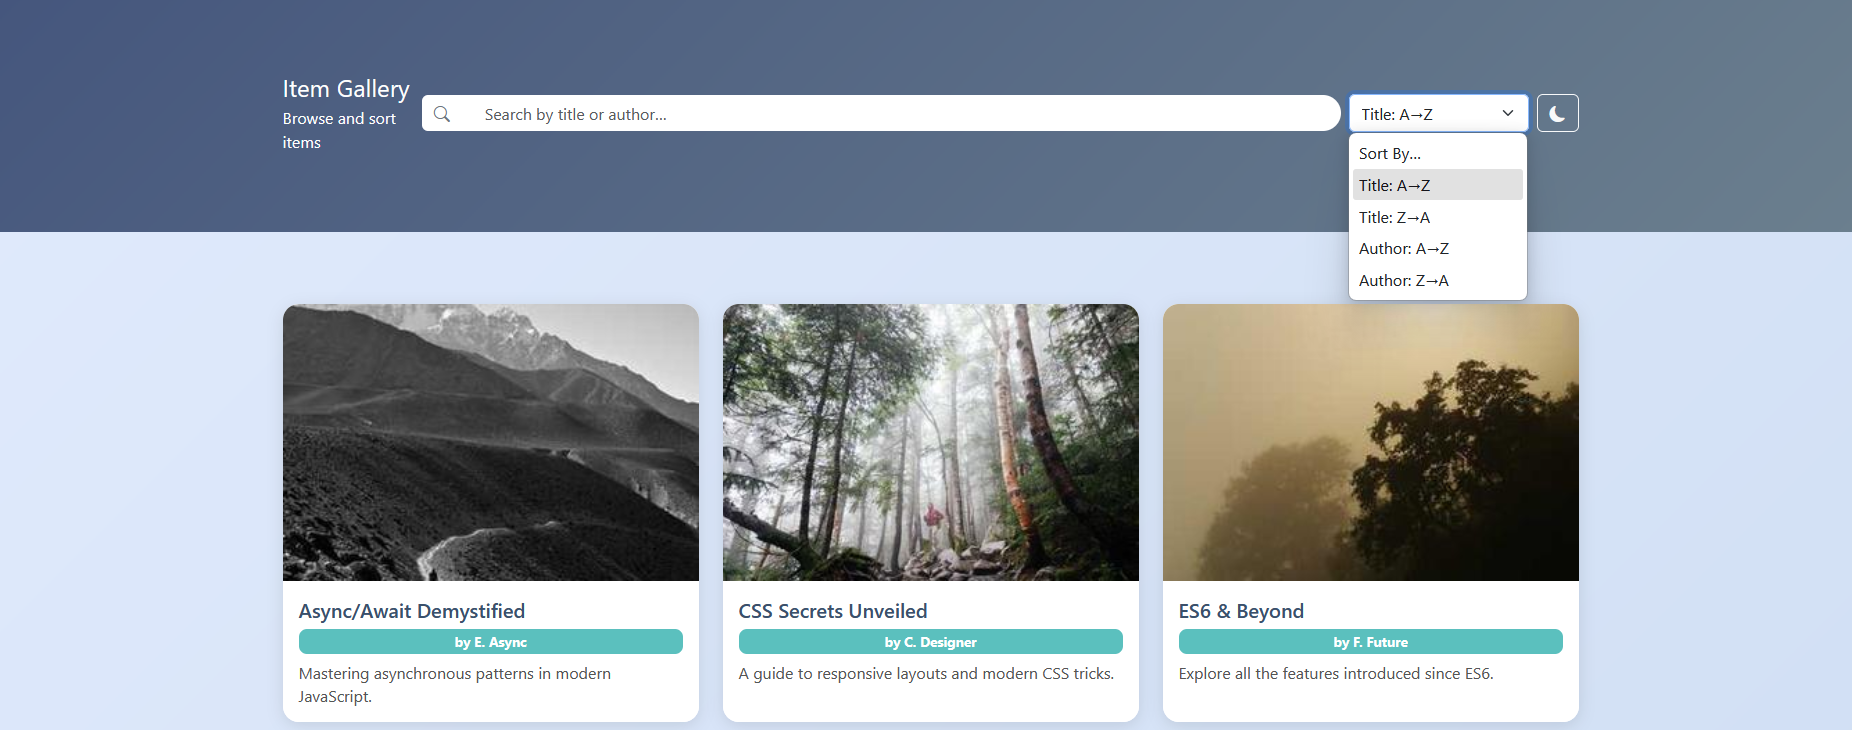 Item Gallery
Browse and sort
items
Search by title or author...
Title: A→Z
Sort By...
Title: A→Z
Title: Z→A
Author: A→Z
Author: Z→A
Async/Await Demystified
by E. Async
Mastering asynchronous patterns in modern
JavaScript.
CSS Secrets Unveiled
by C. Designer
A guide to responsive layouts and modern CSS tricks.
ES6 & Beyond
by F. Future
Explore all the features introduced since ES6.